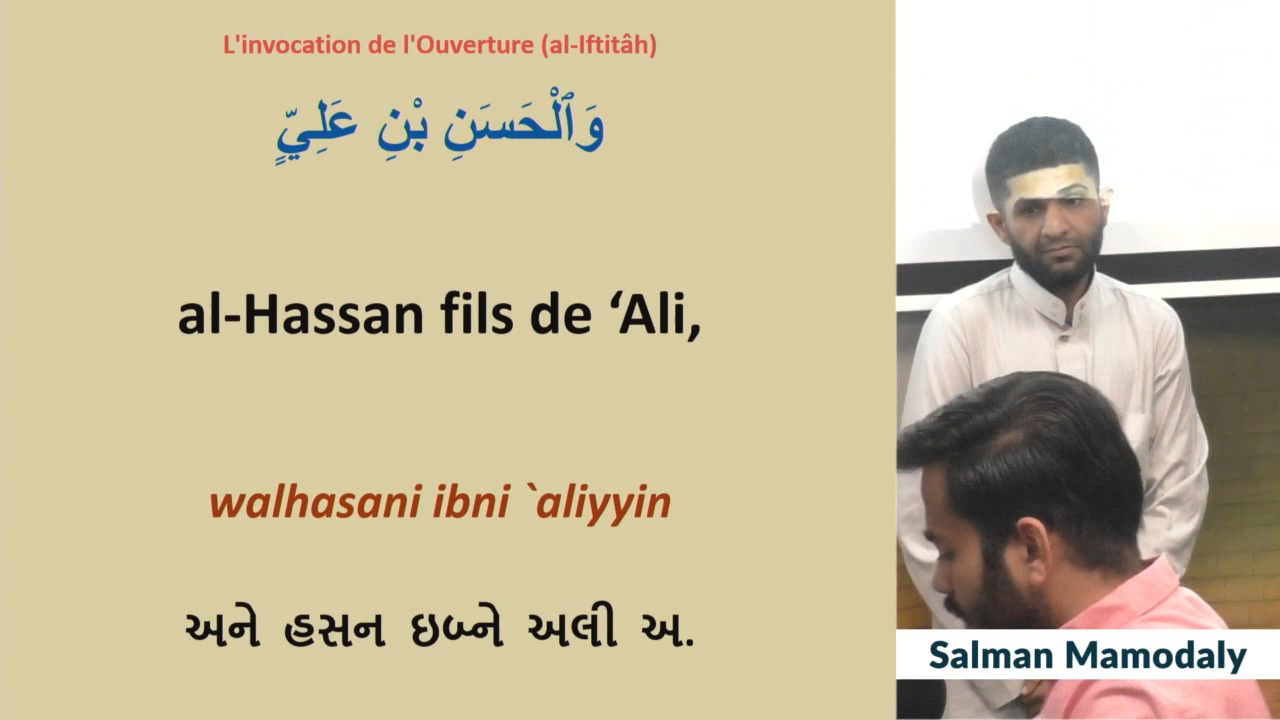 L'invocation de l'Ouverture (al-Iftitâh)
وَٱلْحَسَنِ بْنِ عَلِيٍّ
al-Hassan fils de ‘Ali,
walhasani ibni `aliyyin
અને હસન ઇબ્ને અલી અ.
Salman Mamodaly